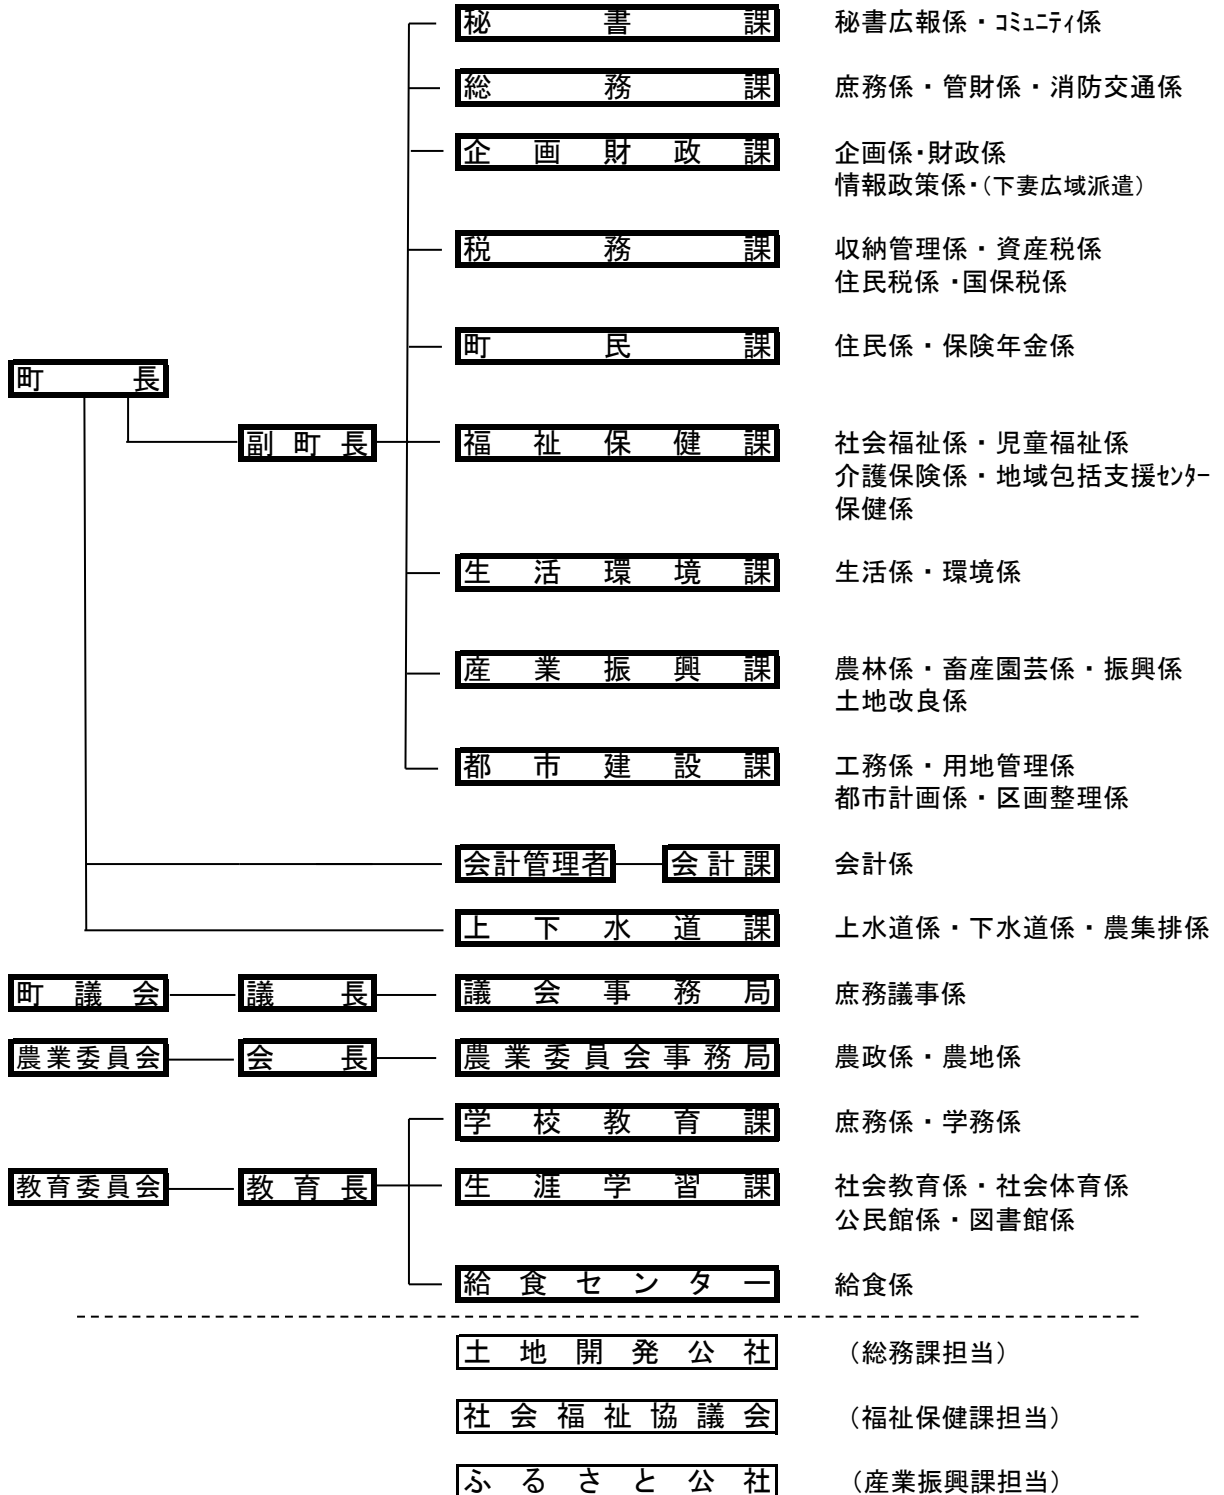 秘書課 秘書広報係・コミュニティ係
総務課 庶務係・管財係・消防交通係
企画財政課 企画係・財政係
情報政策係・(下妻広域派遣)
税務課 収納管理係・資産税係
住民税係・国保税係
町民課 住民係・保険年金係
町長
副町長 福祉保健課 社会福祉係・児童福祉係
介護保険係・地域包括支援センター
保健係
生活環境課 生活係・環境係
産業振興課 農林係・畜産園芸係・振興係
土地改良係
都市建設課 工務係・用地管理係
都市計画係・区画整理係
会計管理者 会計課 会計係
上下水道課 上水道係・下水道係・農集排係
町議会 議長 議会事務局 庶務議事係
農業委員会 会長 農業委員会事務局 農政係・農地係
学校教育課 庶務係・学務係
教育委員会 教育長 生涯学習課 社会教育係・社会体育係
公民館係・図書館係
給食センター 給食係
土地開発公社 (総務課担当)
社会福祉協議会 (福祉保健課担当)
ふるさと公社 (産業振興課担当)